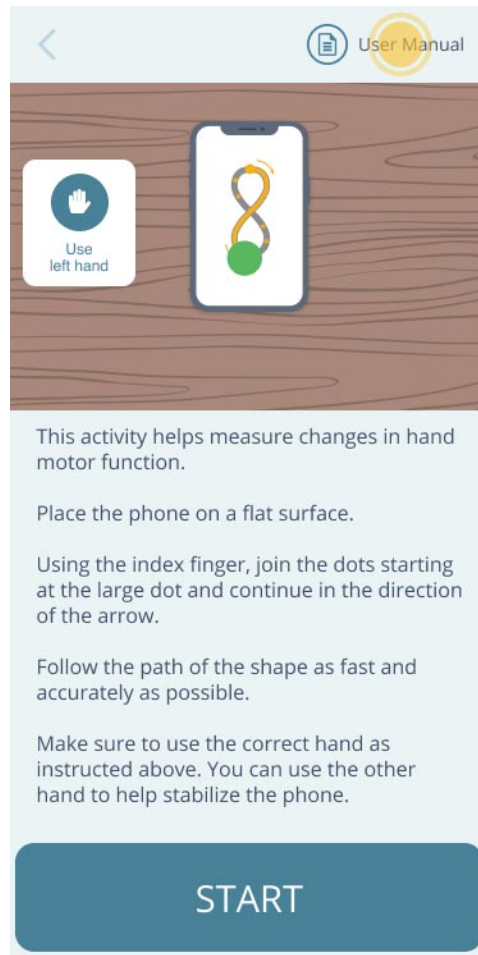 User Manual
Use
left hand
This activity helps measure changes in hand
motor function.
Place the phone on a flat surface.
Using the index finger, join the dots starting
at the large dot and continue in the direction
of the arrow.
Follow the path of the shape as fast and
accurately as possible.
Make sure to use the correct hand as
instructed above. You can use the other
hand to help stabilize the phone.
START